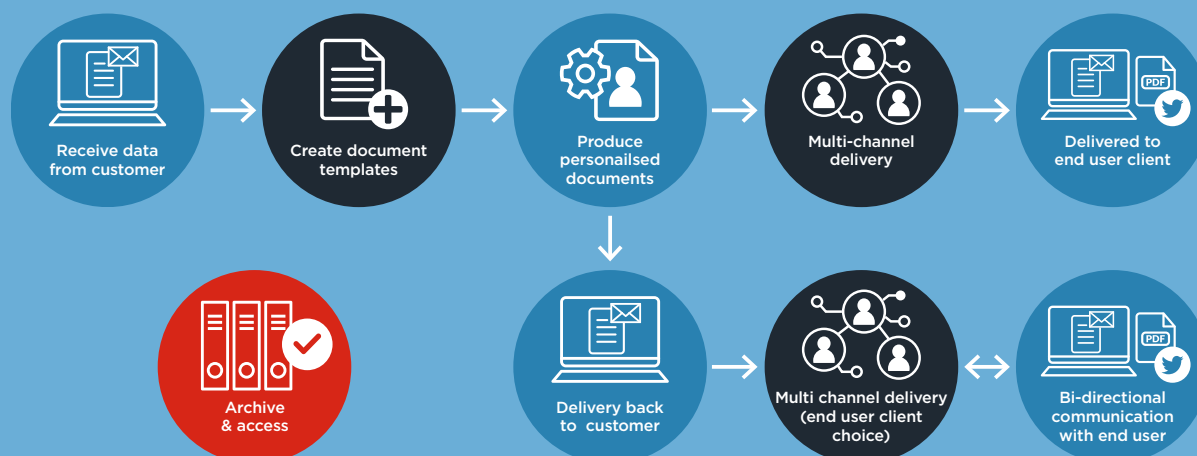 Receive data
from customer
Create document
templates
Produce
personailsed
documents
Multi-channel
delivery
PDF
Delivered to
end user client
Archive
& access
Delivery back
to customer
Multi channel delivery
(end user client
choice)
PDF
Bi-directional
communication
with end user